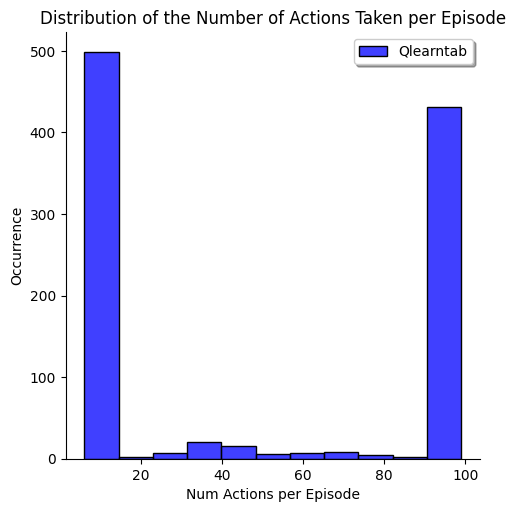 Distribution of the Number of Actions Taken per Episode
Qlearntab
500
400
300
200
100
0
Occurrence
20 40 60 80 100
Num Actions per Episode